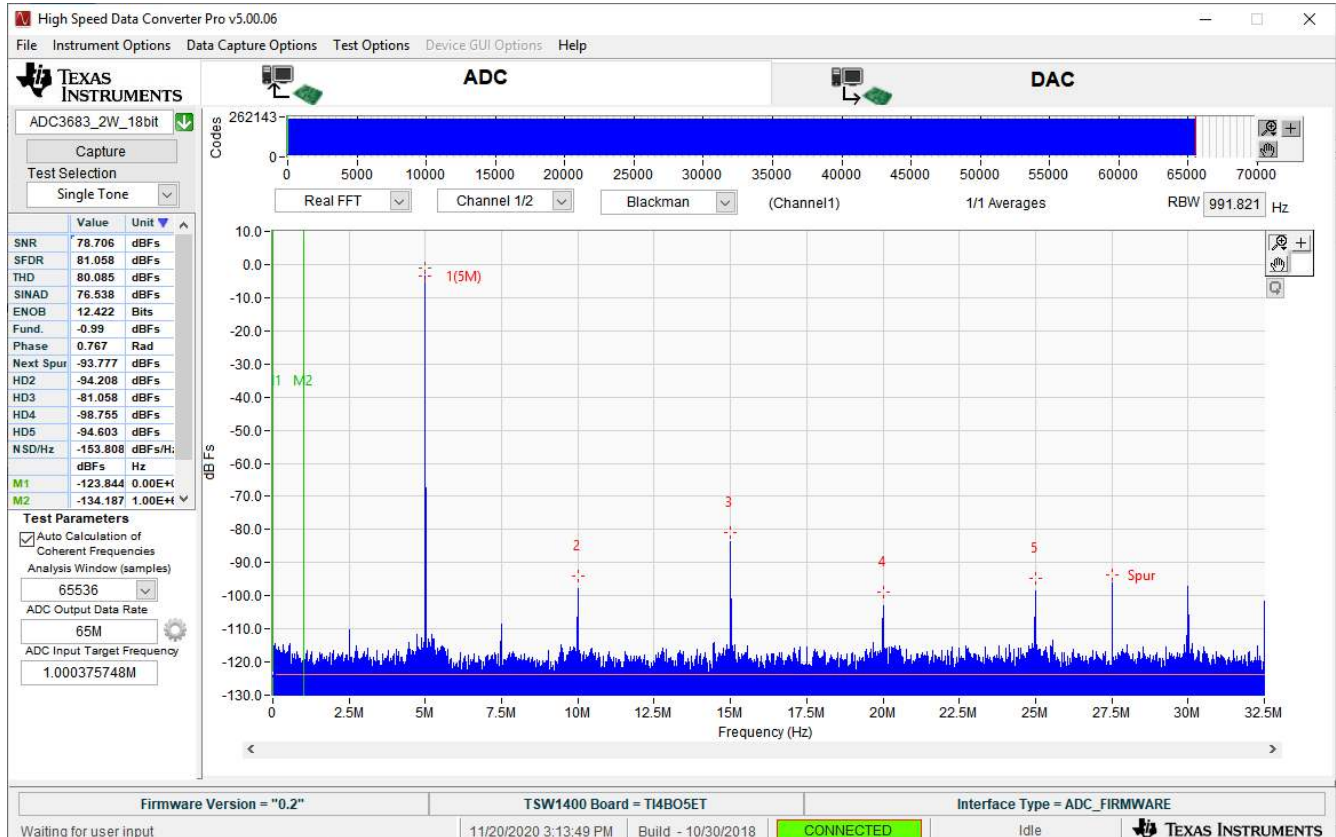 High Speed Data Converter Pro v5.00.06
File Instrument Options Data Capture Options Test Options Device GUI Options Help
TEXAS INSTRUMENTS
ADC
DAC
ADC3683_2W_18bit
Capture
Test Selection
Single Tone
Value Unit
SNR 78.706 dBFs
SFDR 81.058 dBFs
THD 80.085 dBFs
SINAD 76.538 dBFs
ENOB 12.422 Bits
Fund. -0.99 dBFs
Phase 0.767 Rad
Next Spur -93.777 dBFs
HD2 -94.208 dBFs
HD3 -81.058 dBFs
HD4 -98.755 dBFs
HD5 -94.603 dBFs
NSD/Hz -153.808 dBFs/Hz
dBFs Hz
M1 -123.844 0.00E+0
M2 -134.187 1.00E+6
Test Parameters
Auto Calculation of
Coherent Frequencies
Analysis Window (samples)
65536
ADC Output Data Rate
65M
ADC Input Target Frequency
1.000375748M
Codes
262143
0
0 5000 10000 15000 20000 25000 30000 35000 40000 45000 50000 55000 60000 65000 70000
Real FFT Channel 1/2 Blackman (Channel1) 1/1 Averages RBW 991.821 Hz
dB Fs
10.0
0.0
-10.0
-20.0
-30.0
-40.0
-50.0
-60.0
-70.0
-80.0
-90.0
-100.0
-110.0
-120.0
-130.0
1(5M)
M1 M2
2
3
4
5
Spur
0 2.5M 5M 7.5M 10M 12.5M 15M 17.5M 20M 22.5M 25M 27.5M 30M 32.5M
Frequency (Hz)
Firmware Version = "0.2" TSW1400 Board = TI4BO5ET Interface Type = ADC_FIRMWARE
Waiting for user input 11/20/2020 3:13:49 PM Build - 10/30/2018 CONNECTED Idle TEXAS INSTRUMENTS